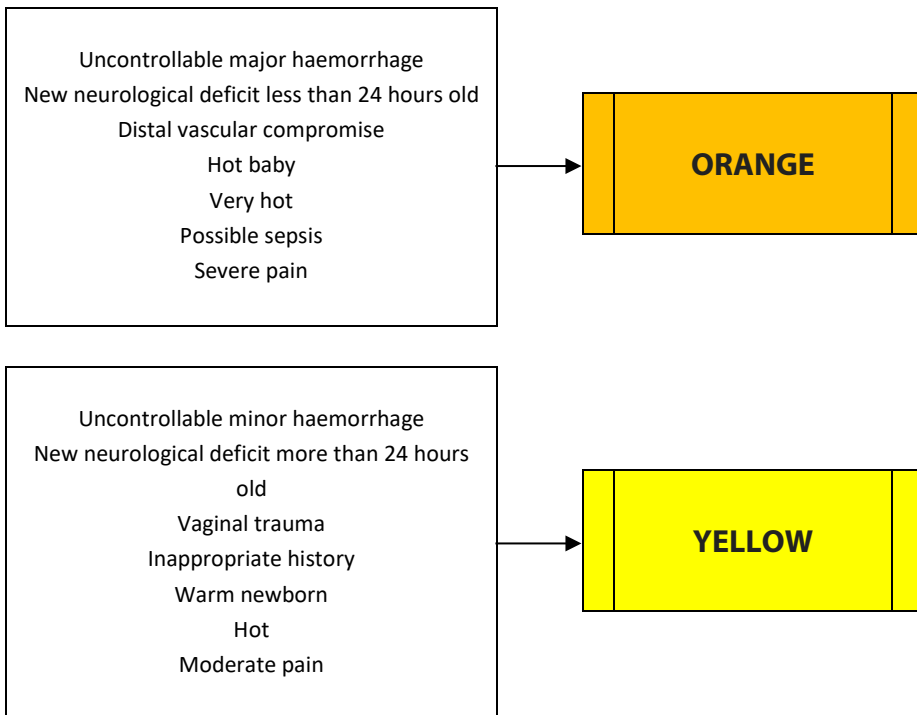 Uncontrollable major haemorrhage
New neurological deficit less than 24 hours old
Distal vascular compromise
Hot baby
Very hot
Possible sepsis
Severe pain
ORANGE
Uncontrollable minor haemorrhage
New neurological deficit more than 24 hours
old
Vaginal trauma
Inappropriate history
Warm newborn
Hot
Moderate pain
YELLOW